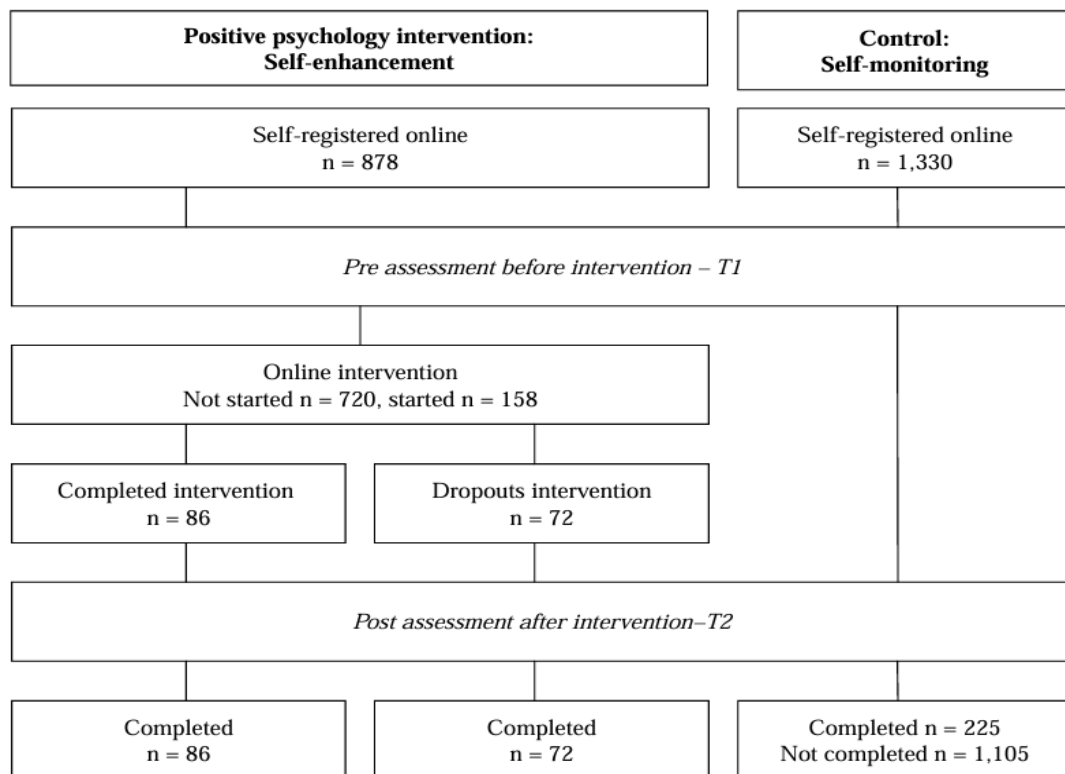 Positive psychology intervention:
Self-enhancement
Control:
Self-monitoring
Self-registered online
n = 878
Self-registered online
n = 1,330
Pre assessment before intervention – T1
Online intervention
Not started n = 720, started n = 158
Completed intervention
n = 86
Dropouts intervention
n = 72
Post assessment after intervention–T2
Completed
n = 86
Completed
n = 72
Completed n = 225
Not completed n = 1,105